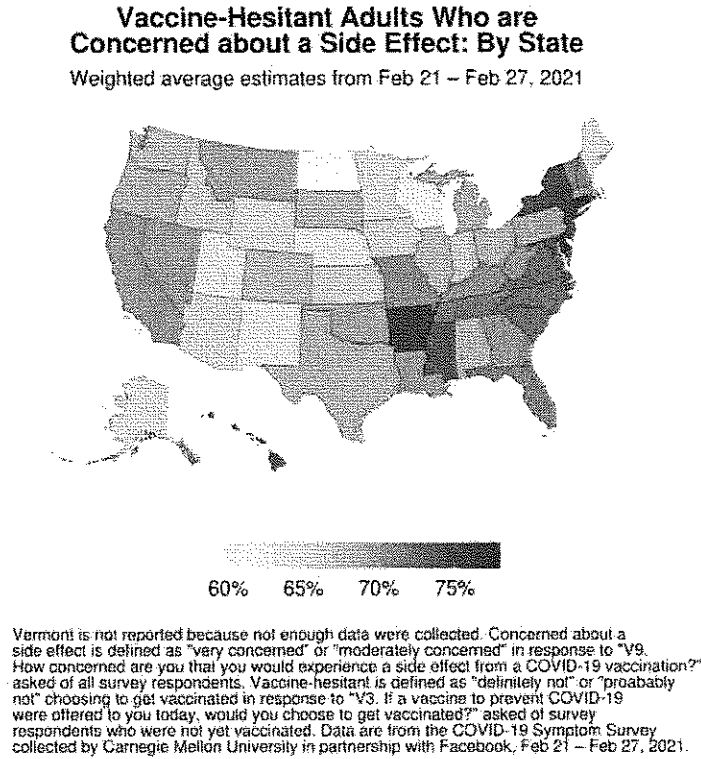 Vaccine-Hesitant Adults Who are
Concerned about a Side Effect: By State
Weighted average estimates from Feb 21 – Feb 27, 2021
60% 65% 70% 75%
Vermont is not reported because not enough data were collected. Concerned about a
side effect is defined as "very concerned" or "moderately concerned" in response to "V9.
How concerned are you that you would experience a side effect from a COVID-19 vaccination?"
asked of all survey respondents. Vaccine-hesitant is defined as "definitely not" or "proabably
not" choosing to get vaccinated in response to "V3. If a vaccine to prevent COVID-19
were offered to you today, would you choose to get vaccinated?" asked of survey
respondents who were not yet vaccinated. Data are from the COVID-19 Symptom Survey
collected by Carnegie Mellon University in partnership with Facebook, Feb 21 – Feb 27, 2021.